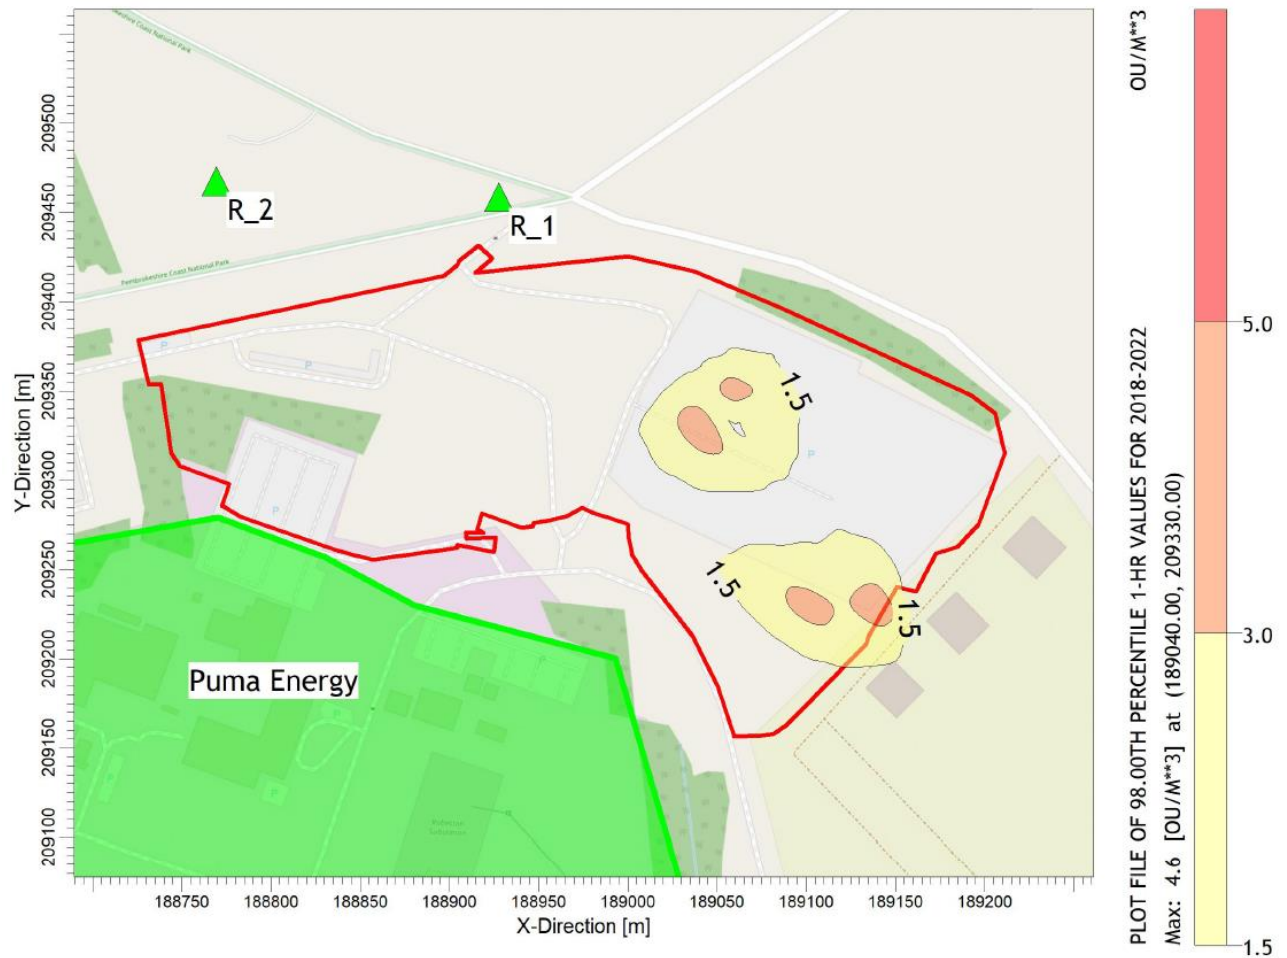 Pembrokeshire Coast National Park
R_2
R_1
Pembrokeshire Coast National Park
P
P
1.5
P
P
1.5
1.5
Puma Energy
P
P
P
P
209500
209450
209400
209350
209300
209250
209200
209150
209100
Y-Direction [m]
188750 188800 188850 188900 188950 189000 189050 189100 189150 189200
X-Direction [m]
PLOT FILE OF 98.00TH PERCENTILE 1-HR VALUES FOR 2018-2022 OU/M**3
Max: 4.6 [OU/M**3] at (189040.00, 209330.00)
5.0
3.0
1.5